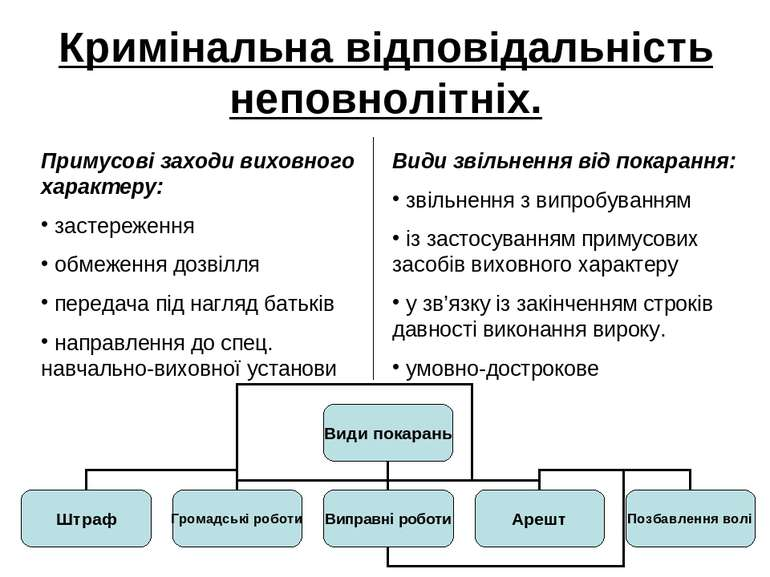 Кримінальна відповідальність
неповнолітніх.
Примусові заходи виховного
характеру:
• застереження
• обмеження дозвілля
• передача під нагляд батьків
• направлення до спец.
навчально-виховної установи
Види звільнення від покарання:
• звільнення з випробуванням
• із застосуванням примусових
засобів виховного характеру
• у зв’язку із закінченням строків
давності виконання вироку.
• умовно-дострокове
Види покарань
Штраф
Громадські роботи
Виправні роботи
Арешт
Позбавлення волі